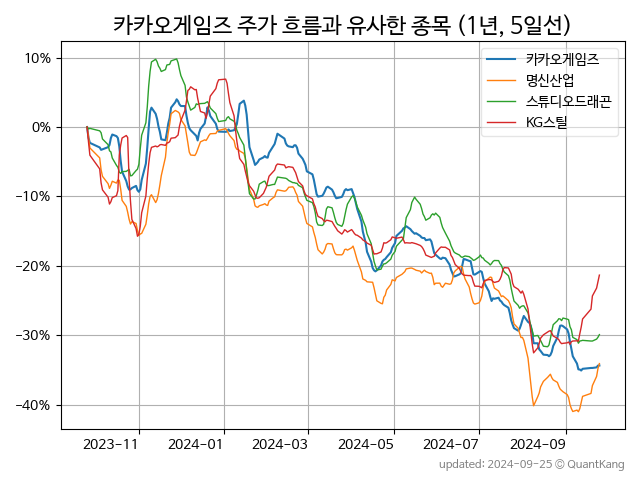 카카오게임즈 주가 흐름과 유사한 종목 (1년, 5일선)
카카오게임즈
명신산업
스튜디오드래곤
KG스틸
10%
0%
−10%
−20%
−30%
−40%
2023-11
2024-01
2024-03
2024-05
2024-07
2024-09
updated: 2024-09-25 © QuantKang